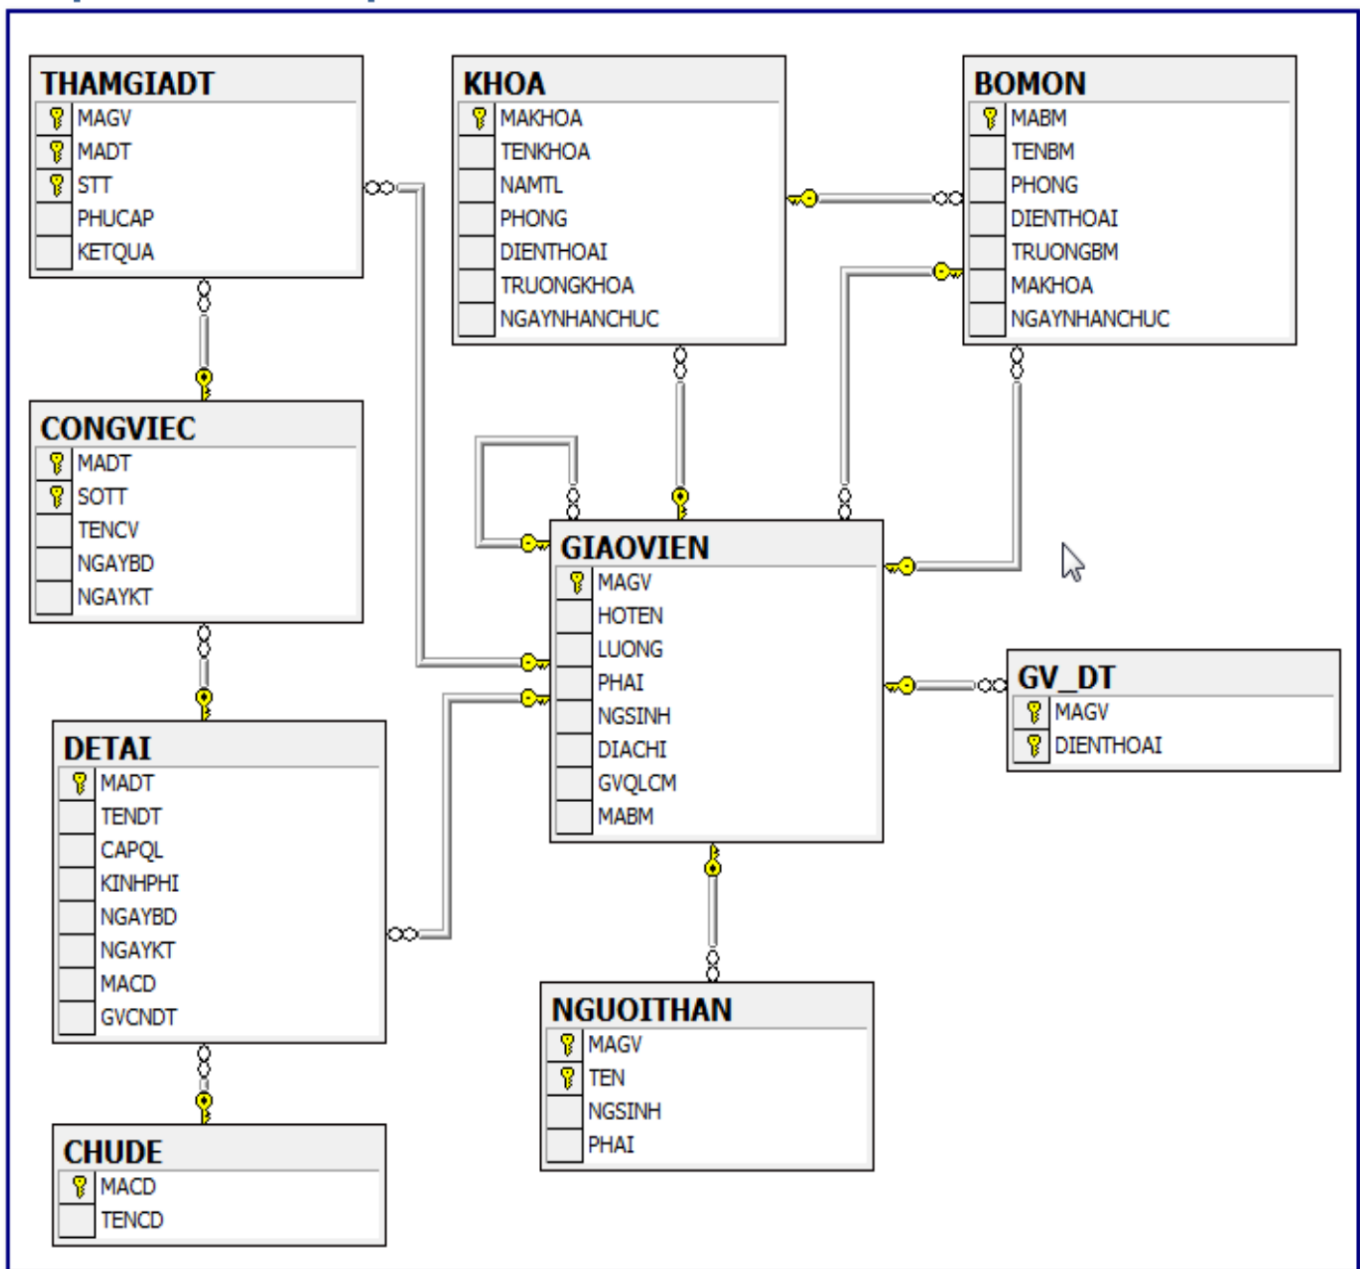 THAMGIADT
MAGV
MADT
STT
PHUCAP
KETQUA
KHOA
MAKHOA
TENKHOA
NAMTL
PHONG
DIENTHOAI
TRUONGKHOA
NGAYNHANCHUC
BOMON
MABM
TENBM
PHONG
DIENTHOAI
TRUONGBM
MAKHOA
NGAYNHANCHUC
CONGVIEC
MADT
SOTT
TENCV
NGAYBD
NGAYKT
GIAOVIEN
MAGV
HOTEN
LUONG
PHAI
NGSINH
DIACHI
GVQLCM
MABM
GV_DT
MAGV
DIENTHOAI
DETAI
MADT
TENDT
CAPQL
KINHPHI
NGAYBD
NGAYKT
MACD
GVCNDT
NGUOITHAN
MAGV
TEN
NGSINH
PHAI
CHUDE
MACD
TENCD